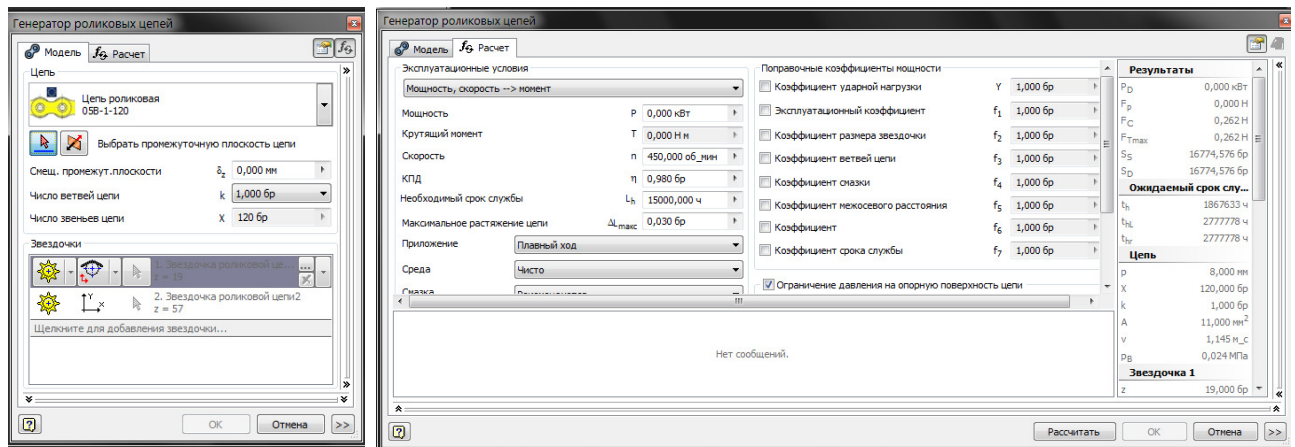 Генератор роликовых цепей
Модель
Расчет
Цепь
Цепь роликовая
05B-1-120
Выбрать промежуточную плоскость цепи
Смещ. промежут.плоскости δz 0,000 мм
Число ветвей цепи k 1,000 бр
Число звеньев цепи X 120 бр
Звездочки
1. Звездочка роликовой це...
z = 19
2. Звездочка роликовой цепи2
z = 57
Щелкните для добавления звездочки...
ОК
Отмена
>>
Генератор роликовых цепей
Модель
Расчет
Эксплуатационные условия
Мощность, скорость --> момент
Мощность P 0,000 кВт
Крутящий момент T 0,000 Н м
Скорость n 450,000 об_мин
КПД η 0,980 бр
Необходимый срок службы Lh 15000,000 ч
Максимальное растяжение цепи ΔLмакс 0,030 бр
Приложение Плавный ход
Среда Чисто
Смазка
Поправочные коэффициенты мощности
Коэффициент ударной нагрузки Y 1,000 бр
Эксплуатационный коэффициент f1 1,000 бр
Коэффициент размера звездочки f2 1,000 бр
Коэффициент ветвей цепи f3 1,000 бр
Коэффициент смазки f4 1,000 бр
Коэффициент межосевого расстояния f5 1,000 бр
Коэффициент f6 1,000 бр
Коэффициент срока службы f7 1,000 бр
Ограничение давления на опорную поверхность цепи
Результаты
PD 0,000 кВт
Fp 0,000 Н
FC 0,262 Н
FTmax 0,262 Н
SS 16774,576 бр
SD 16774,576 бр
Ожидаемый срок слу...
th 1867633 ч
thL 2777778 ч
thr 2777778 ч
Цепь
p 8,000 мм
X 120,000 бр
k 1,000 бр
A 11,000 мм²
v 1,145 м_с
pB 0,024 МПа
Звездочка 1
z 19,000 бр
Нет сообщений.
Рассчитать
ОК
Отмена
>>